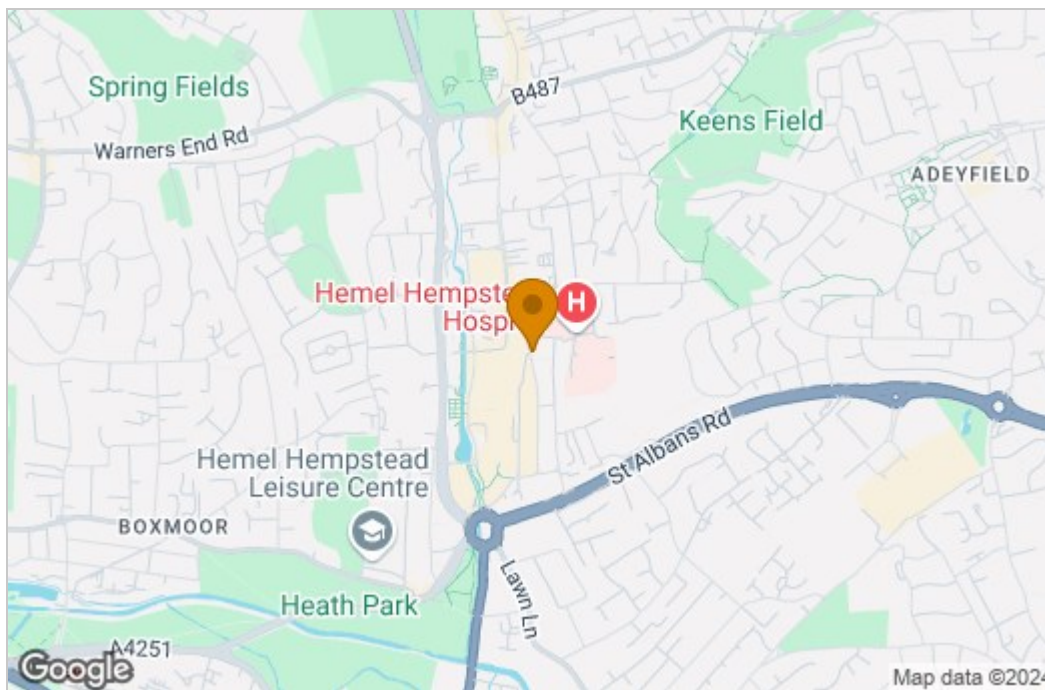 Spring Fields
B487
Warners End Rd
Keens Field
ADEYFIELD
Hemel Hempste
Hospi
H
St Albans Rd
Hemel Hempstead
Leisure Centre
BOXMOOR
Lawn Ln
Heath Park
A4251
Google
Map data ©2024